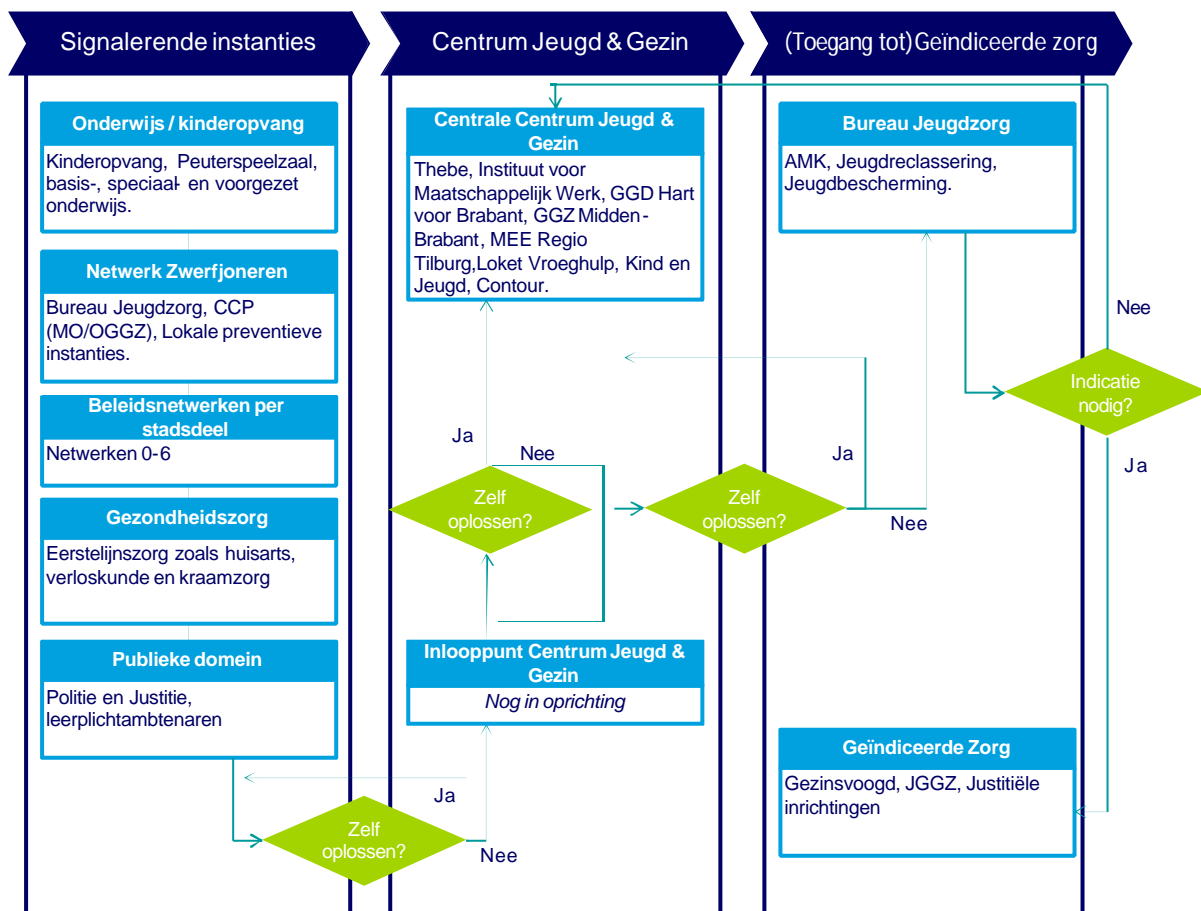 Signalerende instanties
Centrum Jeugd & Gezin
(Toegang tot) Geïndiceerde zorg
Onderwijs / kinderopvang
Kinderopvang, Peuterspeelzaal,
basis-, speciaal- en voorgezet
onderwijs.
Netwerk Zwerfjoneren
Bureau Jeugdzorg, CCP
(MO/OGGZ), Lokale preventieve
instanties.
Beleidsnetwerken per
stadsdeel
Netwerken 0-6
Gezondheidszorg
Eerstelijnszorg zoals huisarts,
verloskunde en kraamzorg
Publieke domein
Politie en Justitie,
leerplichtambtenaren
Ja
Zelf
oplossen?
Nee
Centrale Centrum Jeugd &
Gezin
Thebe, Instituut voor
Maatschappelijk Werk, GGD Hart
voor Brabant, GGZ Midden-
Brabant, MEE Regio
Tilburg,Loket Vroeghulp, Kind en
Jeugd, Contour.
Ja
Nee
Zelf
oplossen?
Inlooppunt Centrum Jeugd &
Gezin
Nog in oprichting
Zelf
oplossen?
Ja
Nee
Bureau Jeugdzorg
AMK, Jeugdreclassering,
Jeugdbescherming.
Nee
Indicatie
nodig?
Ja
Geïndiceerde Zorg
Gezinsvoogd, JGGZ, Justitiële
inrichtingen